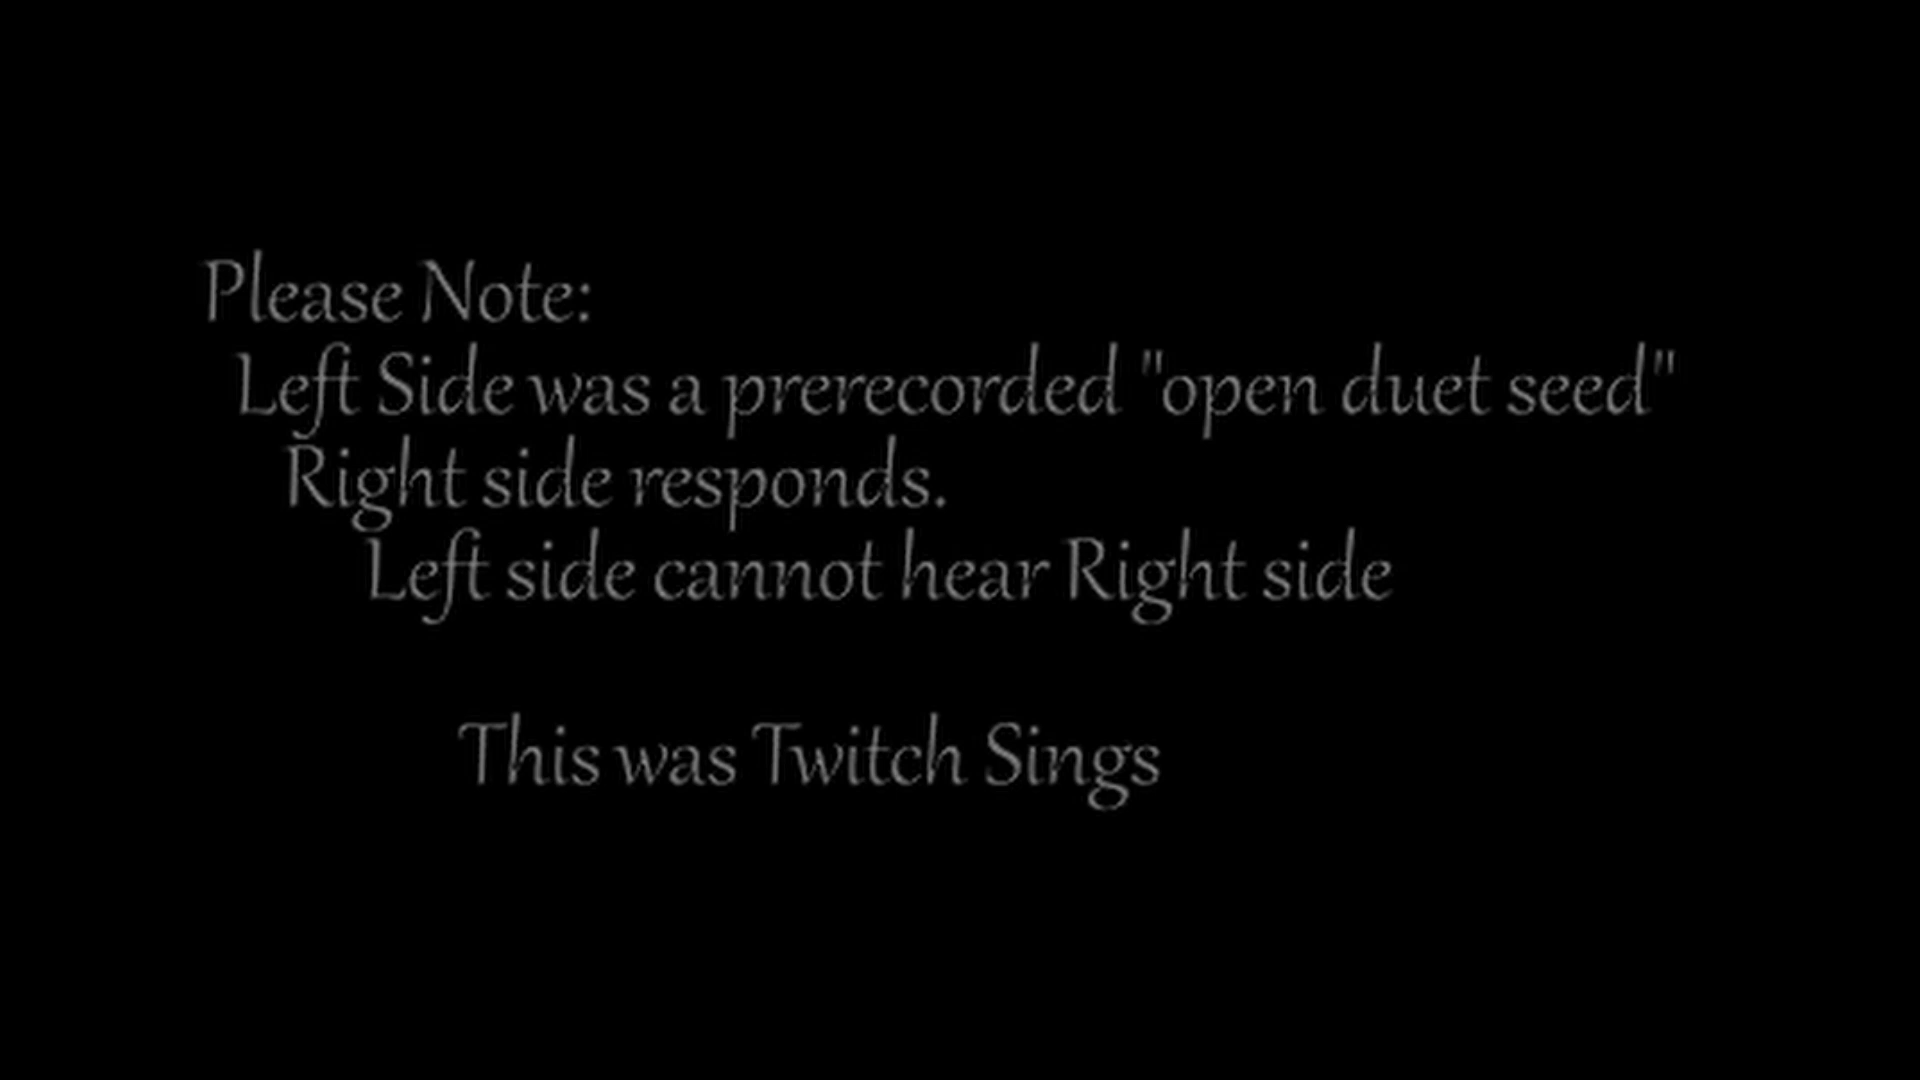 Please Note:
Left Side was a prerecorded "open duet seed"
Right side responds.
Left side cannot hear Right side
This was Twitch Sings